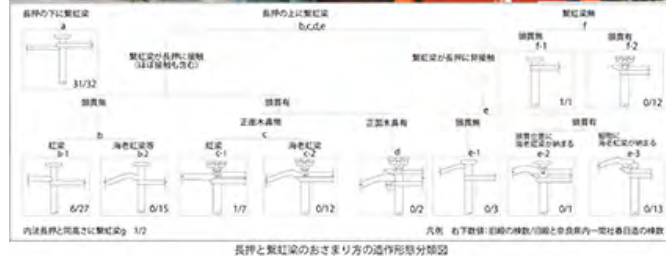 長押の下に繋虹梁
a
31/32
長押の上に繋虹梁
b,c,d,e
繋虹梁無
f
頭貫無
f-1
1/1
頭貫有
f-2
0/12
繋虹梁が長押に接触
(ほぼ接触も含む)
繋虹梁が長押に非接触
e
頭貫無
b
頭貫有
正面木鼻無
c
正面木鼻有
d
0/2
虹梁
b-1
6/27
海老虹梁等
b-2
0/15
虹梁
c-1
1/7
海老虹梁
c-2
0/12
頭貫無
e-1
0/3
頭貫有
頭貫位置に
海老虹梁が納まる
e-2
0/1
組物に
海老虹梁が納まる
e-3
0/13
内法長押と同高さに繋虹梁g 1/2
凡例 右下数値:旧殿の棟数/旧殿と奈良県内一間社春日造の棟数
長押と繋虹梁のおさまり方の造作形態分類図